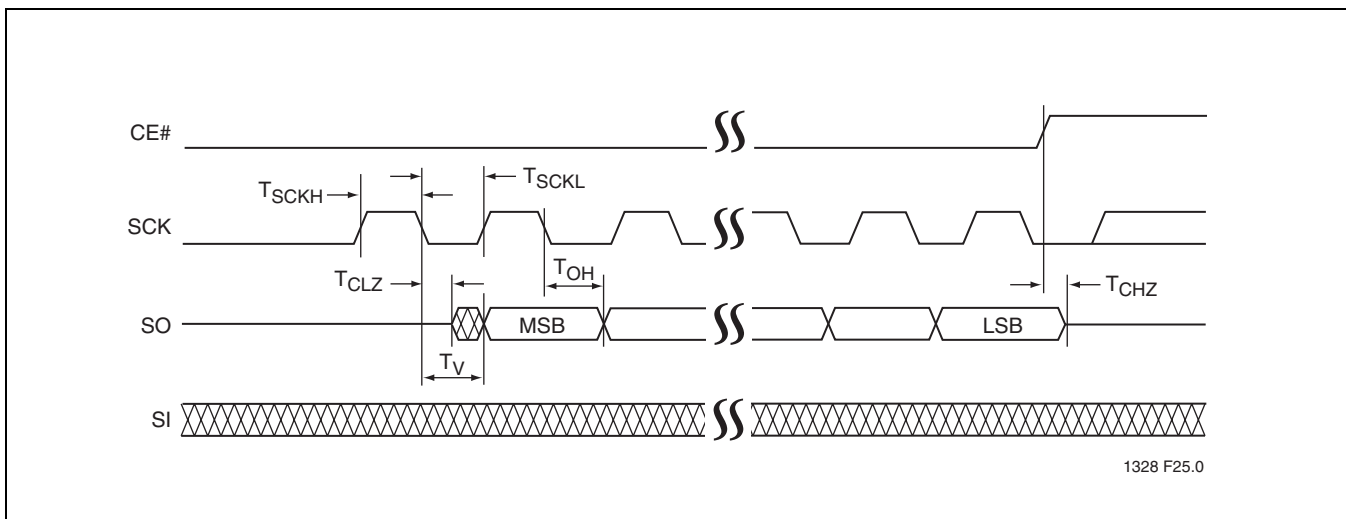 CE#
T_SCKH
T_SCKL
SCK
T_CLZ
T_OH
T_CHZ
SO
MSB
LSB
T_V
SI
1328 F25.0